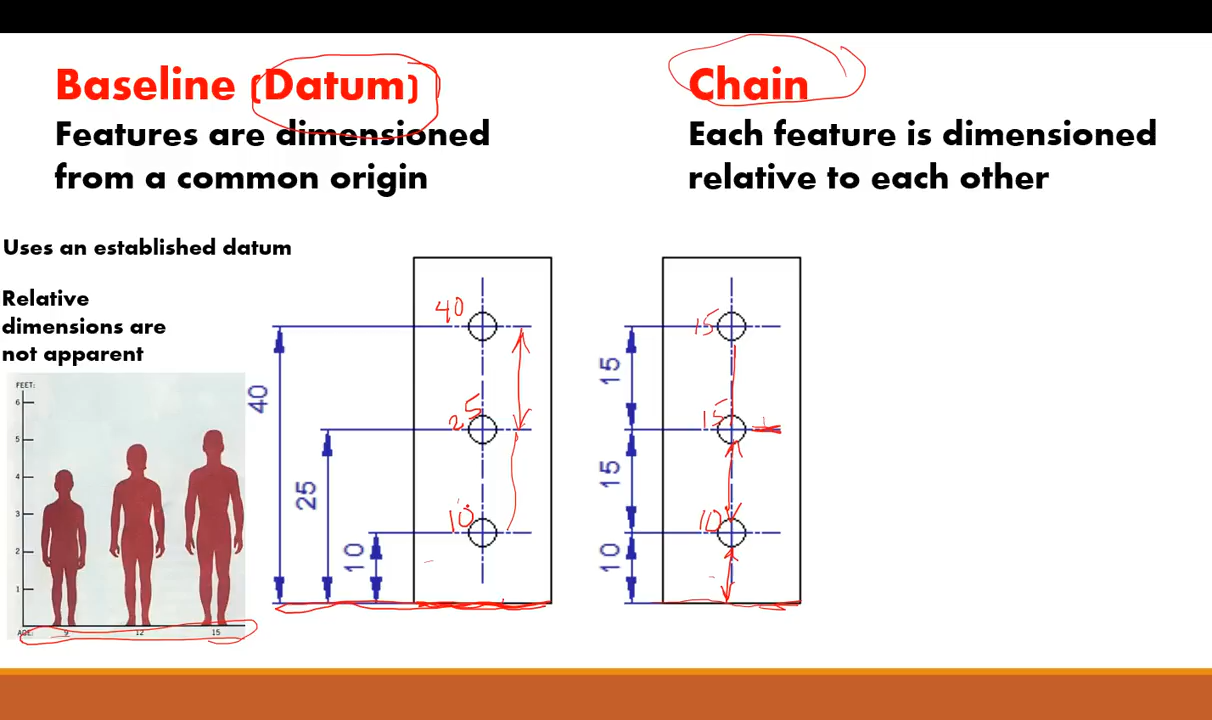 Baseline (Datum)
Features are dimensioned
from a common origin
Uses an established datum
Relative
dimensions are
not apparent
FEET:
6
5
4
3
2
1
AGE: 9 12 15
40
25
10
40
25
10
Chain
Each feature is dimensioned
relative to each other
15
15
10
15
15
10